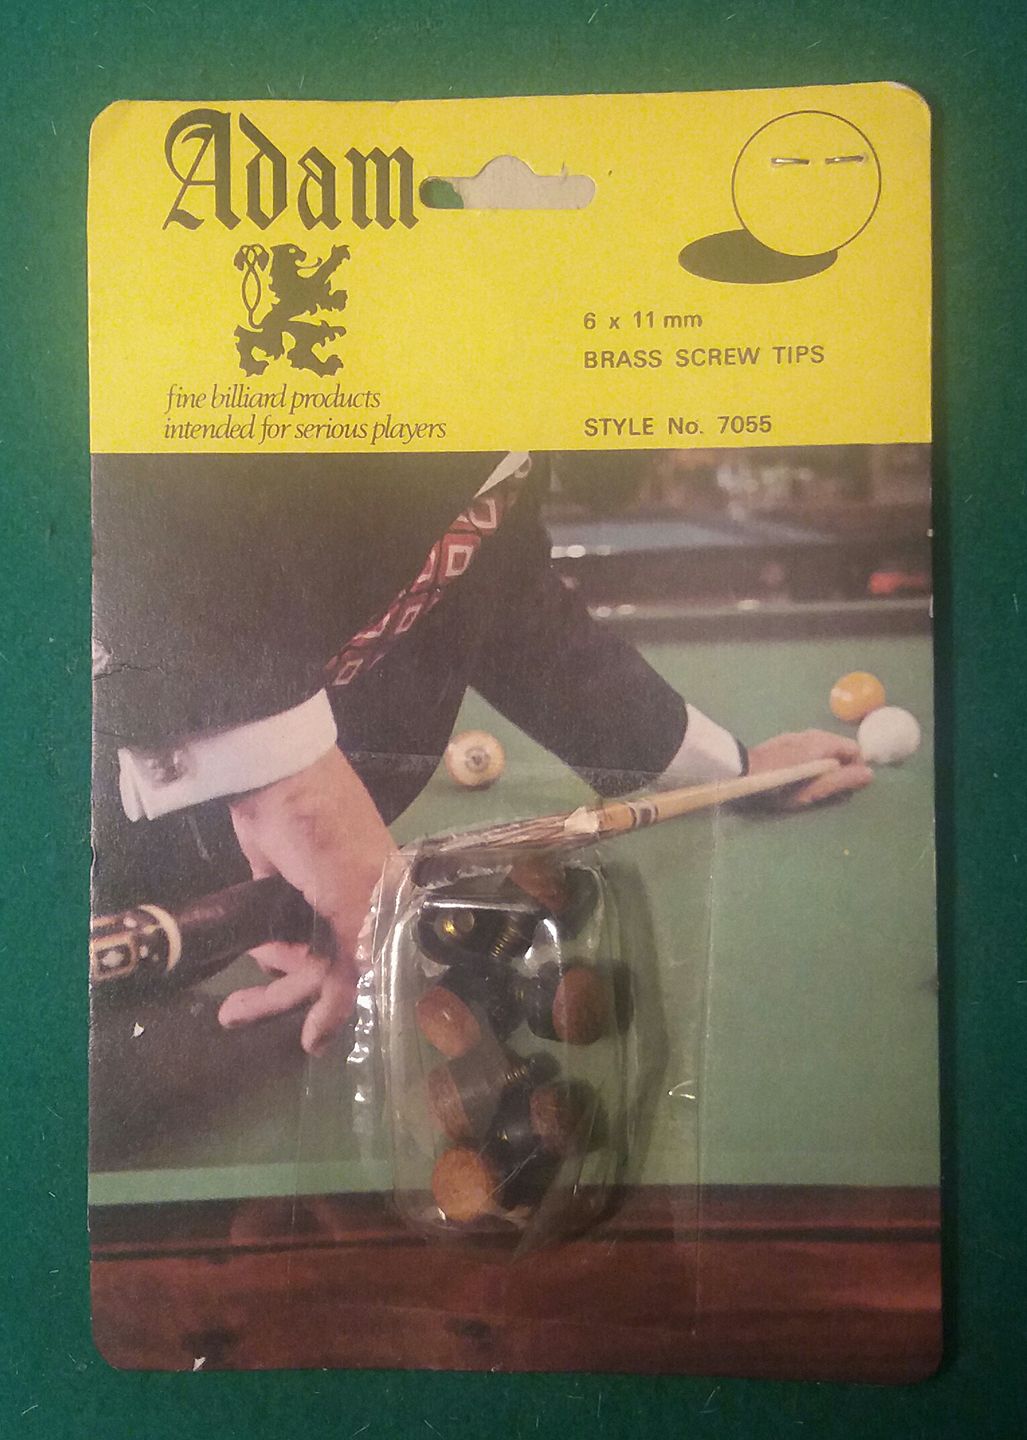 Adam
fine billiard products
intended for serious players
6 x 11 mm
BRASS SCREW TIPS
STYLE No. 7055